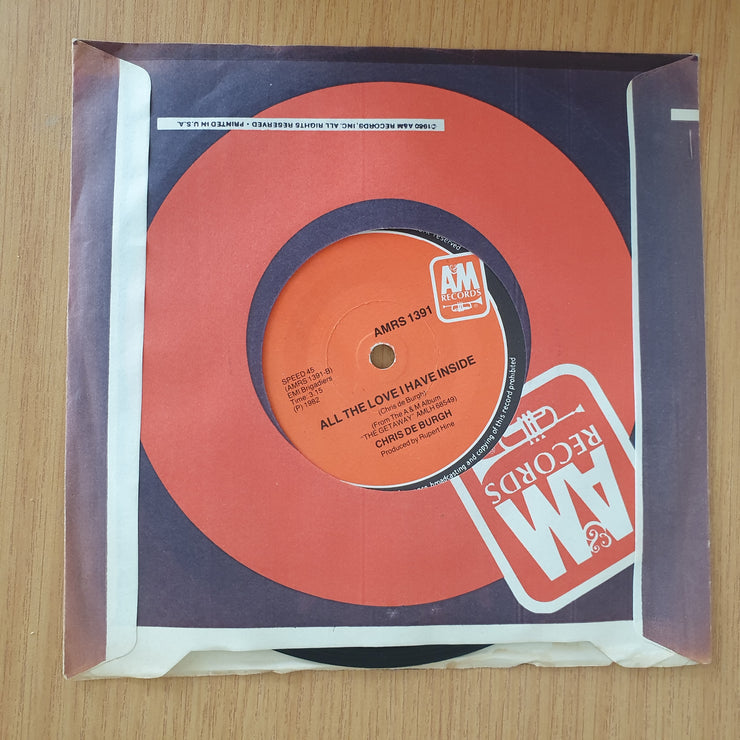 ©1980 A&M RECORDS, INC. ALL RIGHTS RESERVED • PRINTED IN U.S.A.
reserved
A&M
RECORDS
AMRS 1391
SPEED 45
(AMRS 1391-B)
EMI Brigadiers
Time: 3.15
(P) 1982
ALL THE LOVE I HAVE INSIDE
(Chris de Burgh)
(From The A & M Album
"THE GETAWAY" AMLH 68549)
CHRIS DE BURGH
Produced by Rupert Hine
broadcasting and copying of this record prohibited
A&M
RECORDS